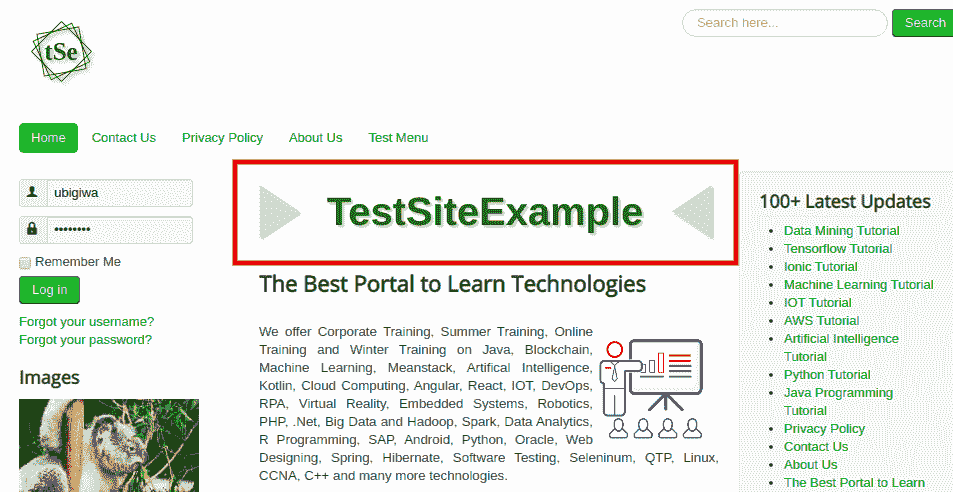 tSe
Search here...
Search
Home
Contact Us
Privacy Policy
About Us
Test Menu
ubigiwa
••••••••
Remember Me
Log in
Forgot your username?
Forgot your password?
Images
TestSiteExample
The Best Portal to Learn Technologies
We offer Corporate Training, Summer Training, Online
Training and Winter Training on Java, Blockchain,
Machine Learning, Meanstack, Artifical Intelligence,
Kotlin, Cloud Computing, Angular, React, IOT, DevOps,
RPA, Virtual Reality, Embedded Systems, Robotics,
PHP, .Net, Big Data and Hadoop, Spark, Data Analytics,
R Programming, SAP, Android, Python, Oracle, Web
Designing, Spring, Hibernate, Software Testing, Seleninum, QTP, Linux,
CCNA, C++ and many more technologies.
100+ Latest Updates
Data Mining Tutorial
Tensorflow Tutorial
Ionic Tutorial
Machine Learning Tutorial
IOT Tutorial
AWS Tutorial
Artificial Intelligence
Tutorial
Python Tutorial
Java Programming
Tutorial
Privacy Policy
Contact Us
About Us
The Best Portal to Learn